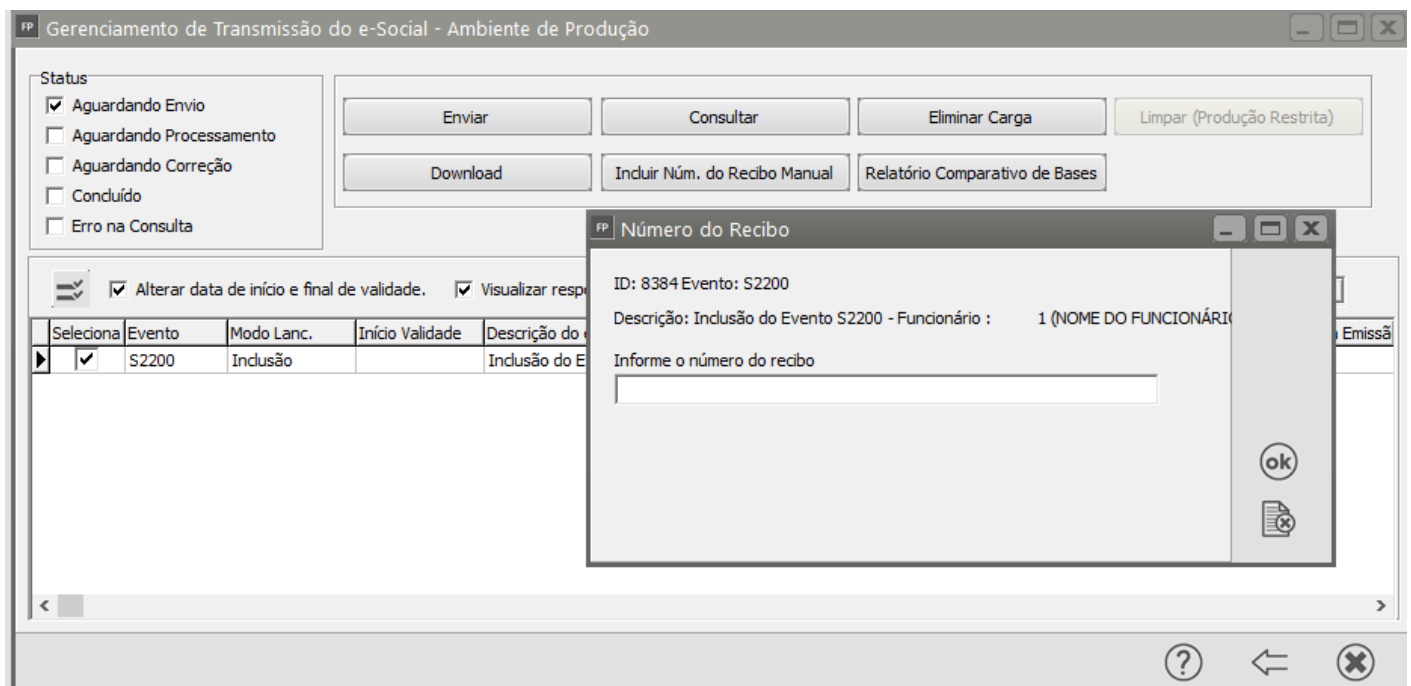 FP Gerenciamento de Transmissão do e-Social - Ambiente de Produção
Status
Aguardando Envio
Aguardando Processamento
Aguardando Correção
Concluído
Erro na Consulta
Enviar Consultar Eliminar Carga Limpar (Produção Restrita)
Download Incluir Núm. do Recibo Manual Relatório Comparativo de Bases
FP Número do Recibo
ID: 8384 Evento: S2200
Descrição: Inclusão do Evento S2200 - Funcionário : 1 (NOME DO FUNCIONÁRIO
Informe o número do recibo
ok
Alterar data de início e final de validade. Visualizar resp
Seleciona Evento Modo Lanc. Início Validade Descrição do Emissã
S2200 Inclusão Inclusão do E
?